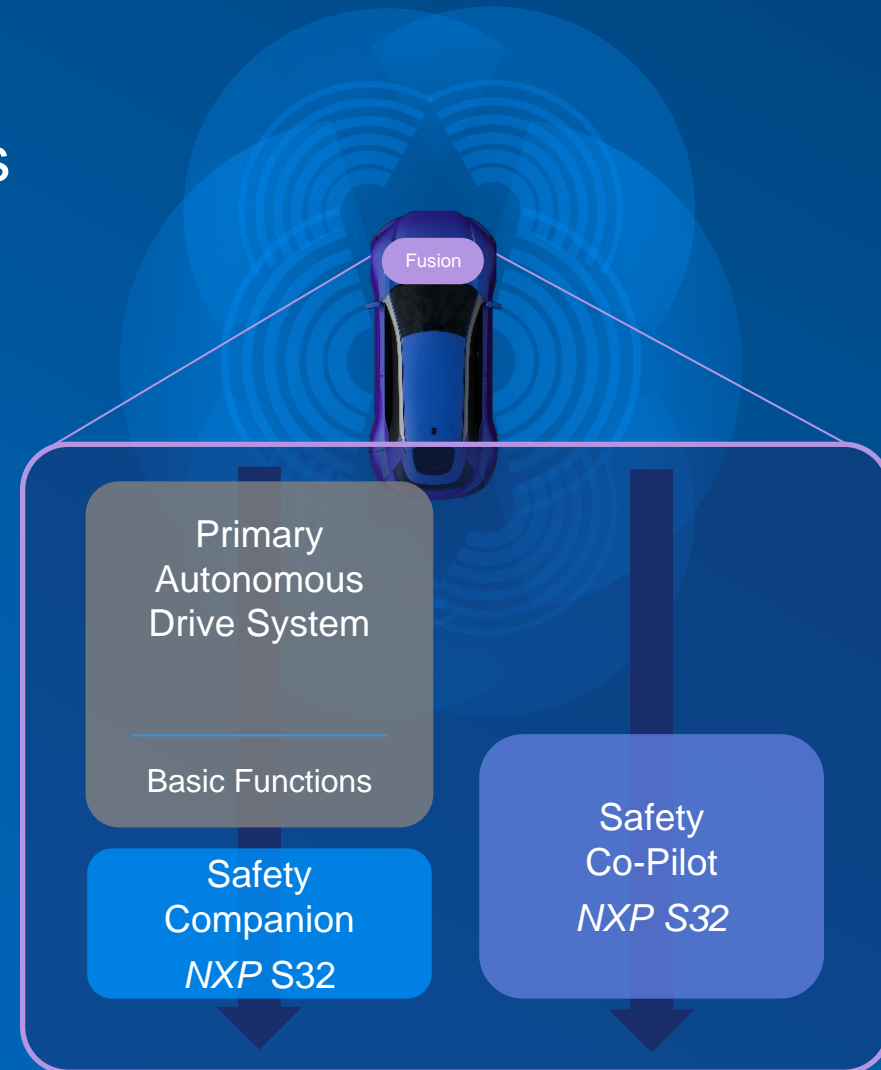 s
Fusion
Primary
Autonomous
Drive System
Basic Functions
Safety
Companion
NXP S32
Safety
Co-Pilot
NXP S32